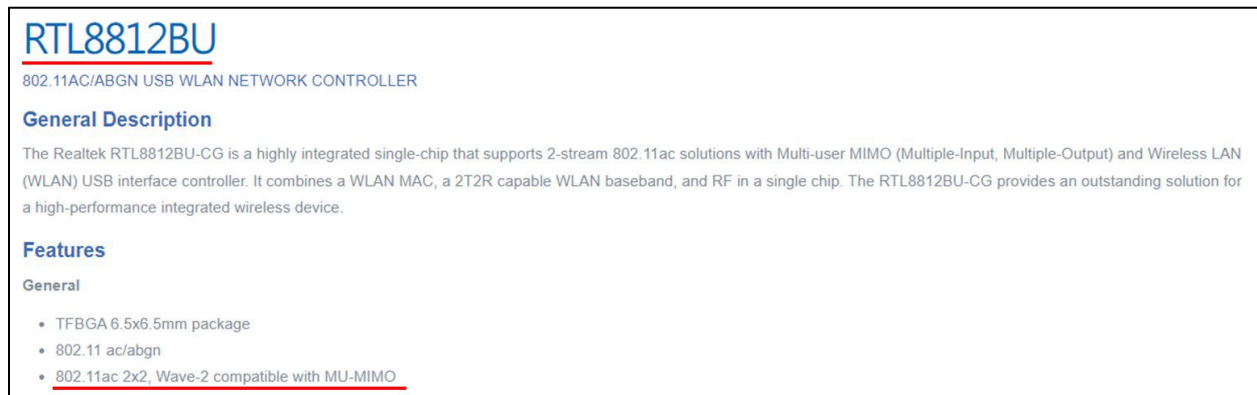 RTL8812BU
802.11AC/ABGN USB WLAN NETWORK CONTROLLER
General Description
The Realtek RTL8812BU-CG is a highly integrated single-chip that supports 2-stream 802.11ac solutions with Multi-user MIMO (Multiple-Input, Multiple-Output) and Wireless LAN
(WLAN) USB interface controller. It combines a WLAN MAC, a 2T2R capable WLAN baseband, and RF in a single chip. The RTL8812BU-CG provides an outstanding solution for
a high-performance integrated wireless device.
Features
General
• TFBGA 6.5x6.5mm package
• 802.11 ac/abgn
• 802.11ac 2x2, Wave-2 compatible with MU-MIMO